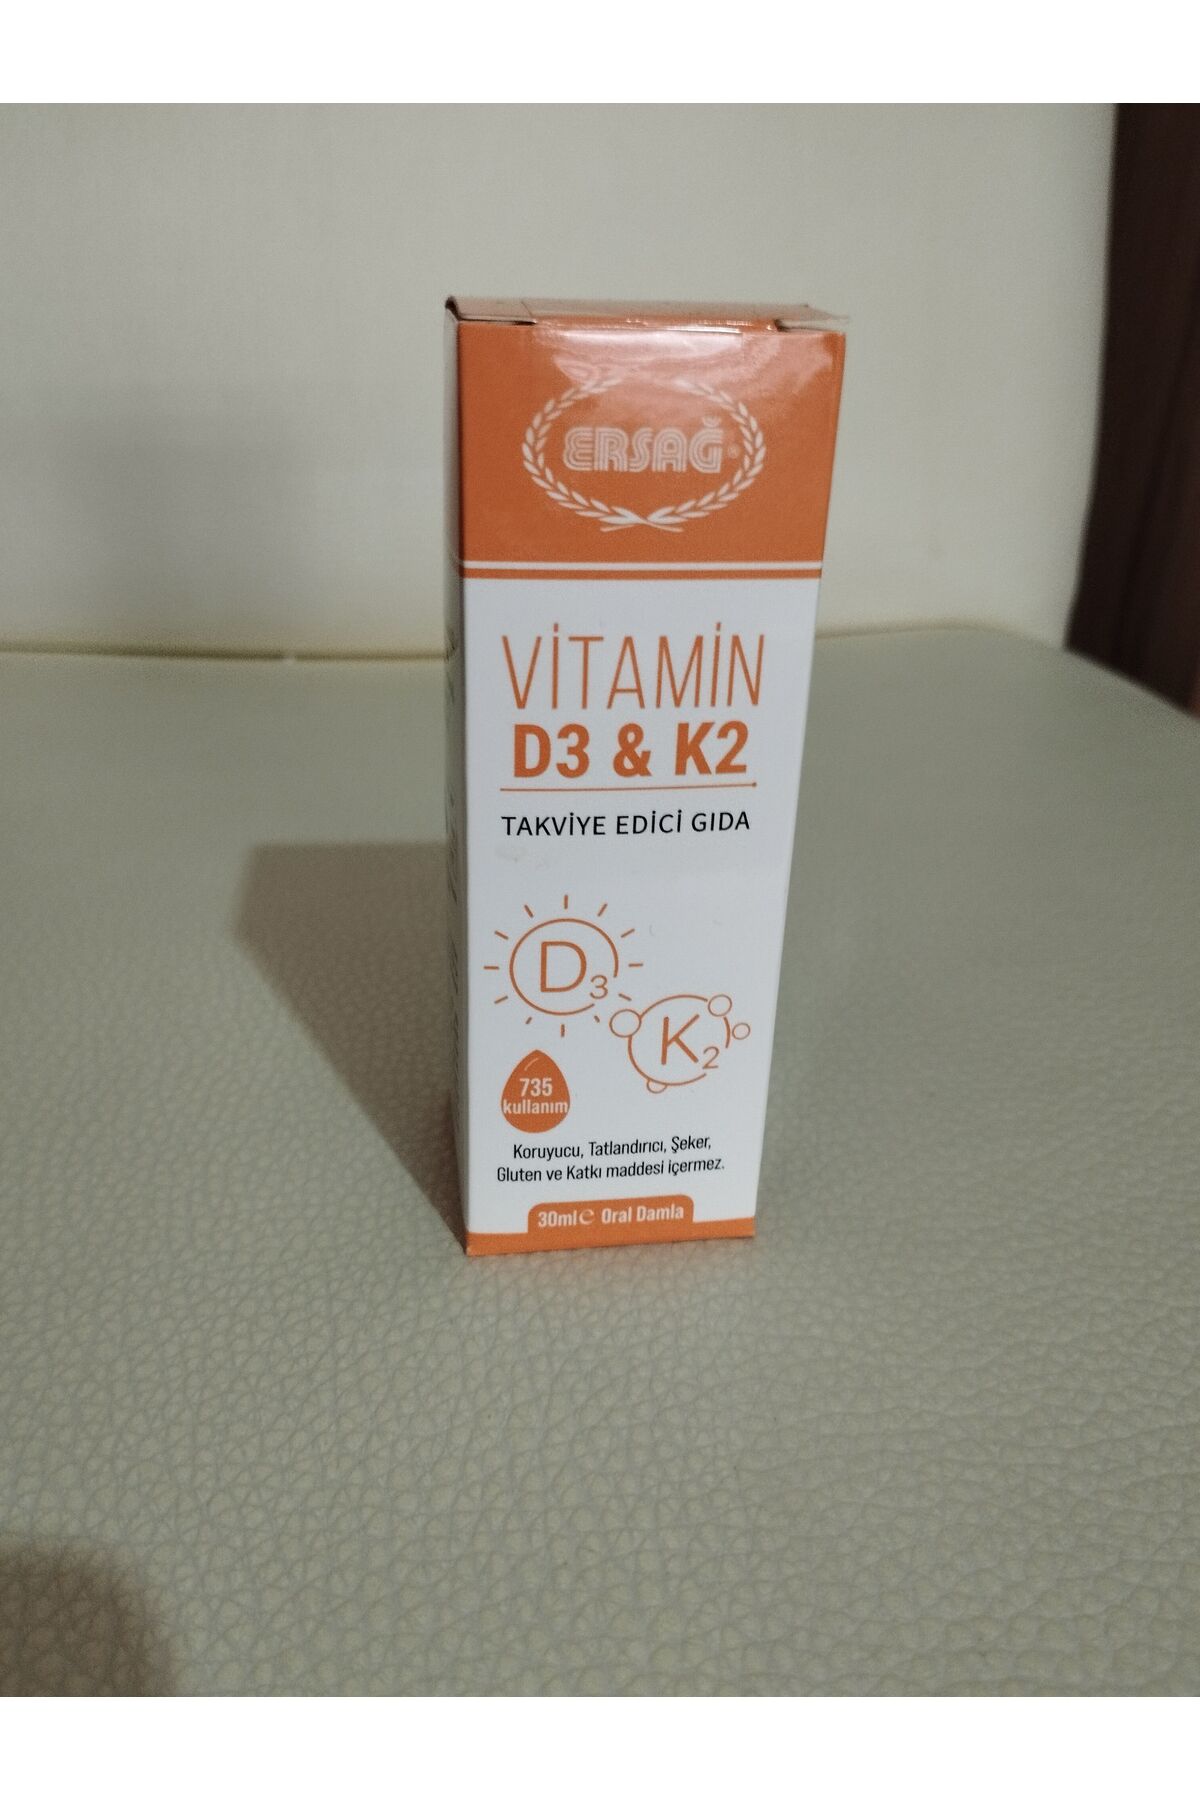 ERSAĞ®
VİTAMİN
D3 & K2
TAKVİYE EDİCİ GIDA
D3
K2
735
kullanım
Koruyucu, Tatlandırıcı, Şeker,
Gluten ve Katkı maddesi içermez.
30ml℮ Oral Damla